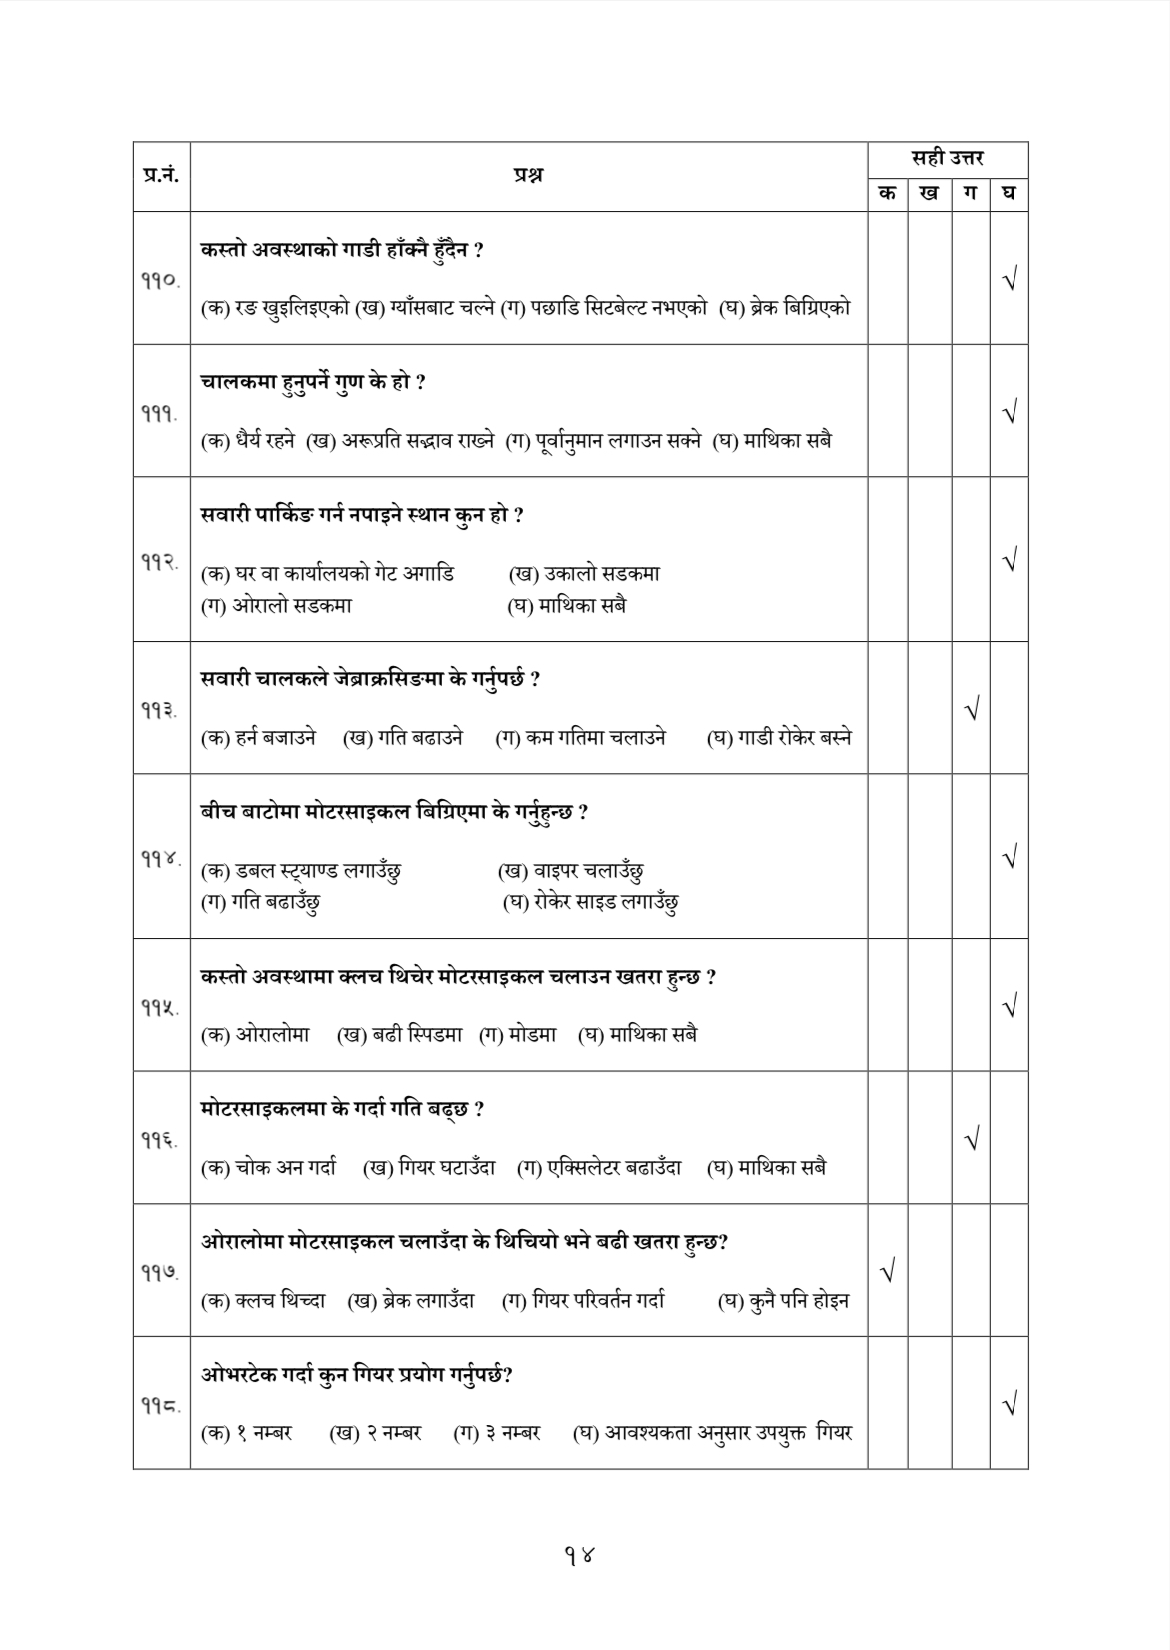 प्र.नं. प्रश्न सही उत्तर
क ख ग घ
११०. कस्तो अवस्थाको गाडी हाँक्नै हुँदैन ?
(क) रङ खुइलिइएको (ख) ग्याँसबाट चल्ने (ग) पछाडि सिटबेल्ट नभएको (घ) ब्रेक बिग्रिएको √
१११. चालकमा हुनुपर्ने गुण के हो ?
(क) धैर्य रहने (ख) अरूप्रति सद्भाव राख्ने (ग) पूर्वानुमान लगाउन सक्ने (घ) माथिका सबै √
११२. सवारी पार्किङ गर्न नपाइने स्थान कुन हो ?
(क) घर वा कार्यालयको गेट अगाडि (ख) उकालो सडकमा √
(ग) ओरालो सडकमा (घ) माथिका सबै
११३. सवारी चालकले जेब्राक्रसिङमा के गर्नुपर्छ ?
(क) हर्न बजाउने (ख) गति बढाउने (ग) कम गतिमा चलाउने (घ) गाडी रोकेर बस्ने √
११४. बीच बाटोमा मोटरसाइकल बिग्रिएमा के गर्नुहुन्छ ?
(क) डबल स्ट्याण्ड लगाउँछु (ख) वाइपर चलाउँछु √
(ग) गति बढाउँछु (घ) रोकेर साइड लगाउँछु
११५. कस्तो अवस्थामा क्लच थिचेर मोटरसाइकल चलाउन खतरा हुन्छ ?
(क) ओरालोमा (ख) बढी स्पिडमा (ग) मोडमा (घ) माथिका सबै √
११६. मोटरसाइकलमा के गर्दा गति बढ्छ ?
(क) चोक अन गर्दा (ख) गियर घटाउँदा (ग) एक्सिलेटर बढाउँदा (घ) माथिका सबै √
११७. ओरालोमा मोटरसाइकल चलाउँदा के थिचियो भने बढी खतरा हुन्छ?
(क) क्लच थिच्दा (ख) ब्रेक लगाउँदा (ग) गियर परिवर्तन गर्दा (घ) कुनै पनि होइन √
११८. ओभरटेक गर्दा कुन गियर प्रयोग गर्नुपर्छ?
(क) १ नम्बर (ख) २ नम्बर (ग) ३ नम्बर (घ) आवश्यकता अनुसार उपयुक्त गियर √
१४